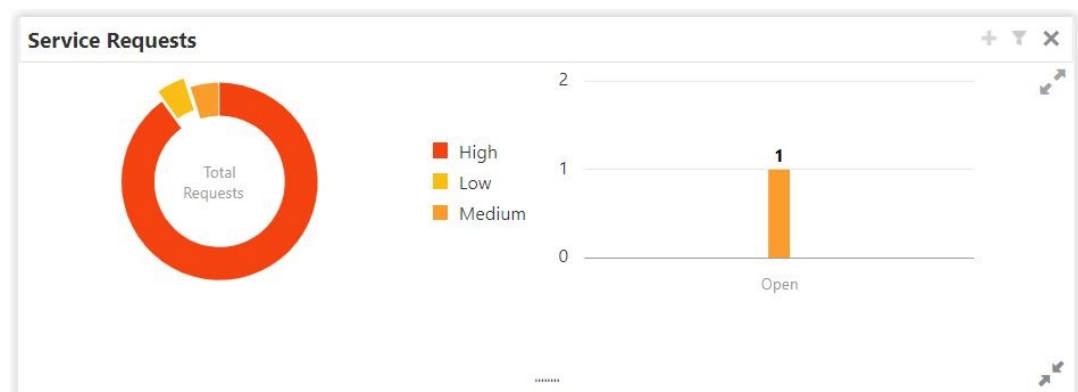 Service Requests
Total
Requests
High
Low
Medium
2
1
0
1
Open